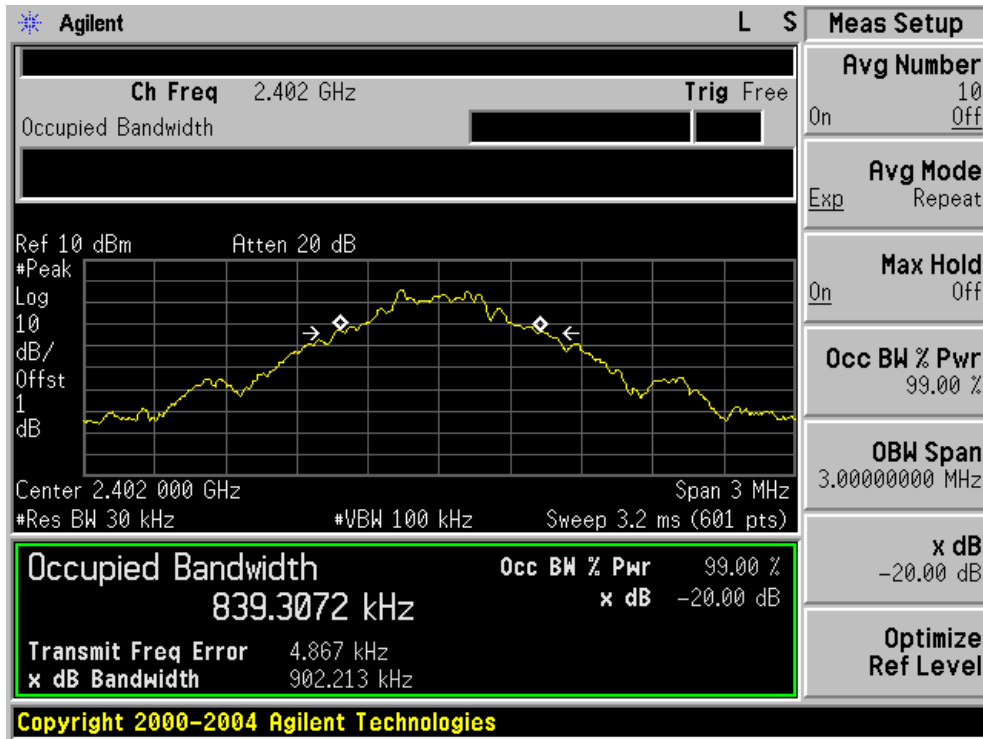 Agilent L S Meas Setup
Ch Freq 2.402 GHz Trig Free
Occupied Bandwidth
Ref 10 dBm Atten 20 dB
#Peak
Log
10
dB/
Offst
1
dB
Center 2.402 000 GHz Span 3 MHz
#Res BW 30 kHz #VBW 100 kHz Sweep 3.2 ms (601 pts)
Occupied Bandwidth Occ BW % Pwr 99.00 %
839.3072 kHz x dB -20.00 dB
Transmit Freq Error 4.867 kHz
x dB Bandwidth 902.213 kHz
Avg Number
10
On Off
Avg Mode
Exp Repeat
Max Hold
On Off
Occ BW % Pwr
99.00 %
OBW Span
3.00000000 MHz
x dB
-20.00 dB
Optimize
Ref Level
Copyright 2000-2004 Agilent Technologies